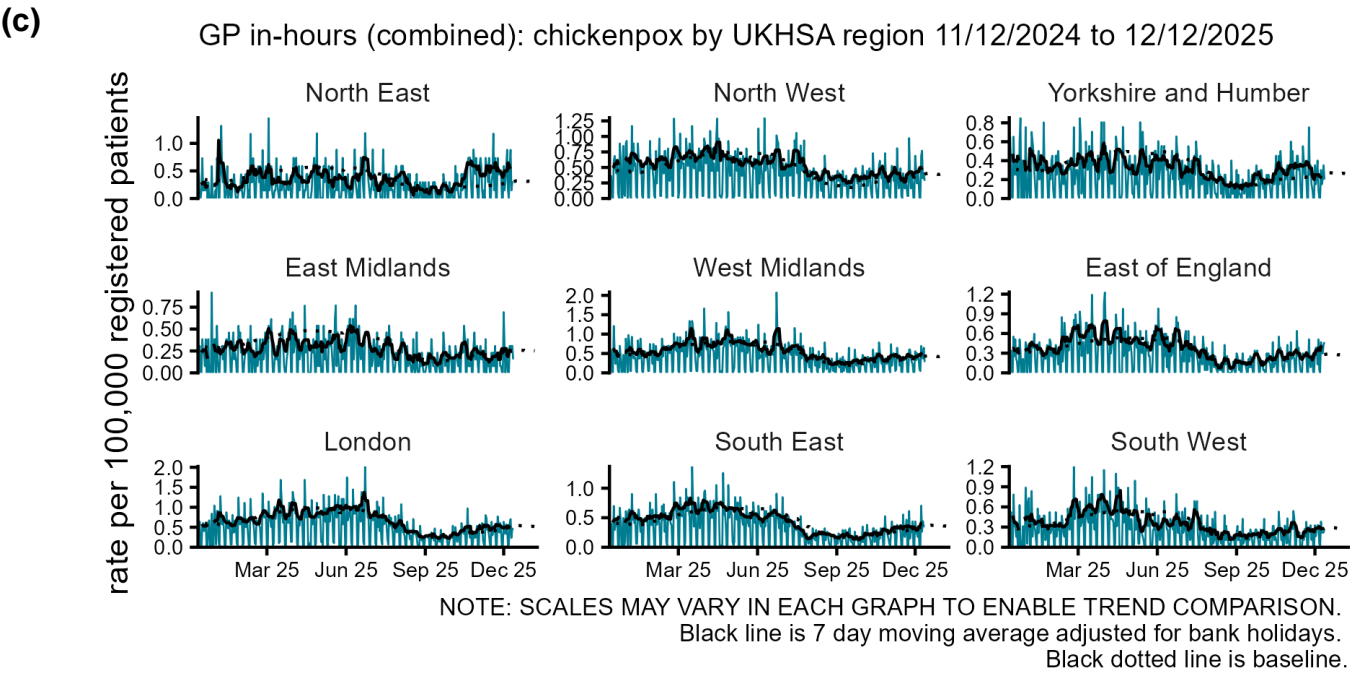 (c)
GP in-hours (combined): chickenpox by UKHSA region 11/12/2024 to 12/12/2025
rate per 100,000 registered patients
North East
1.0
0.5
0.0
North West
1.25
1.00
0.75
0.50
0.25
0.00
Yorkshire and Humber
0.8
0.6
0.4
0.2
0.0
East Midlands
0.75
0.50
0.25
0.00
West Midlands
2.0
1.5
1.0
0.5
0.0
East of England
1.2
0.9
0.6
0.3
0.0
London
2.0
1.5
1.0
0.5
0.0
Mar 25 Jun 25 Sep 25 Dec 25
South East
1.0
0.5
0.0
Mar 25 Jun 25 Sep 25 Dec 25
South West
1.2
0.9
0.6
0.3
0.0
Mar 25 Jun 25 Sep 25 Dec 25
NOTE: SCALES MAY VARY IN EACH GRAPH TO ENABLE TREND COMPARISON.
Black line is 7 day moving average adjusted for bank holidays.
Black dotted line is baseline.